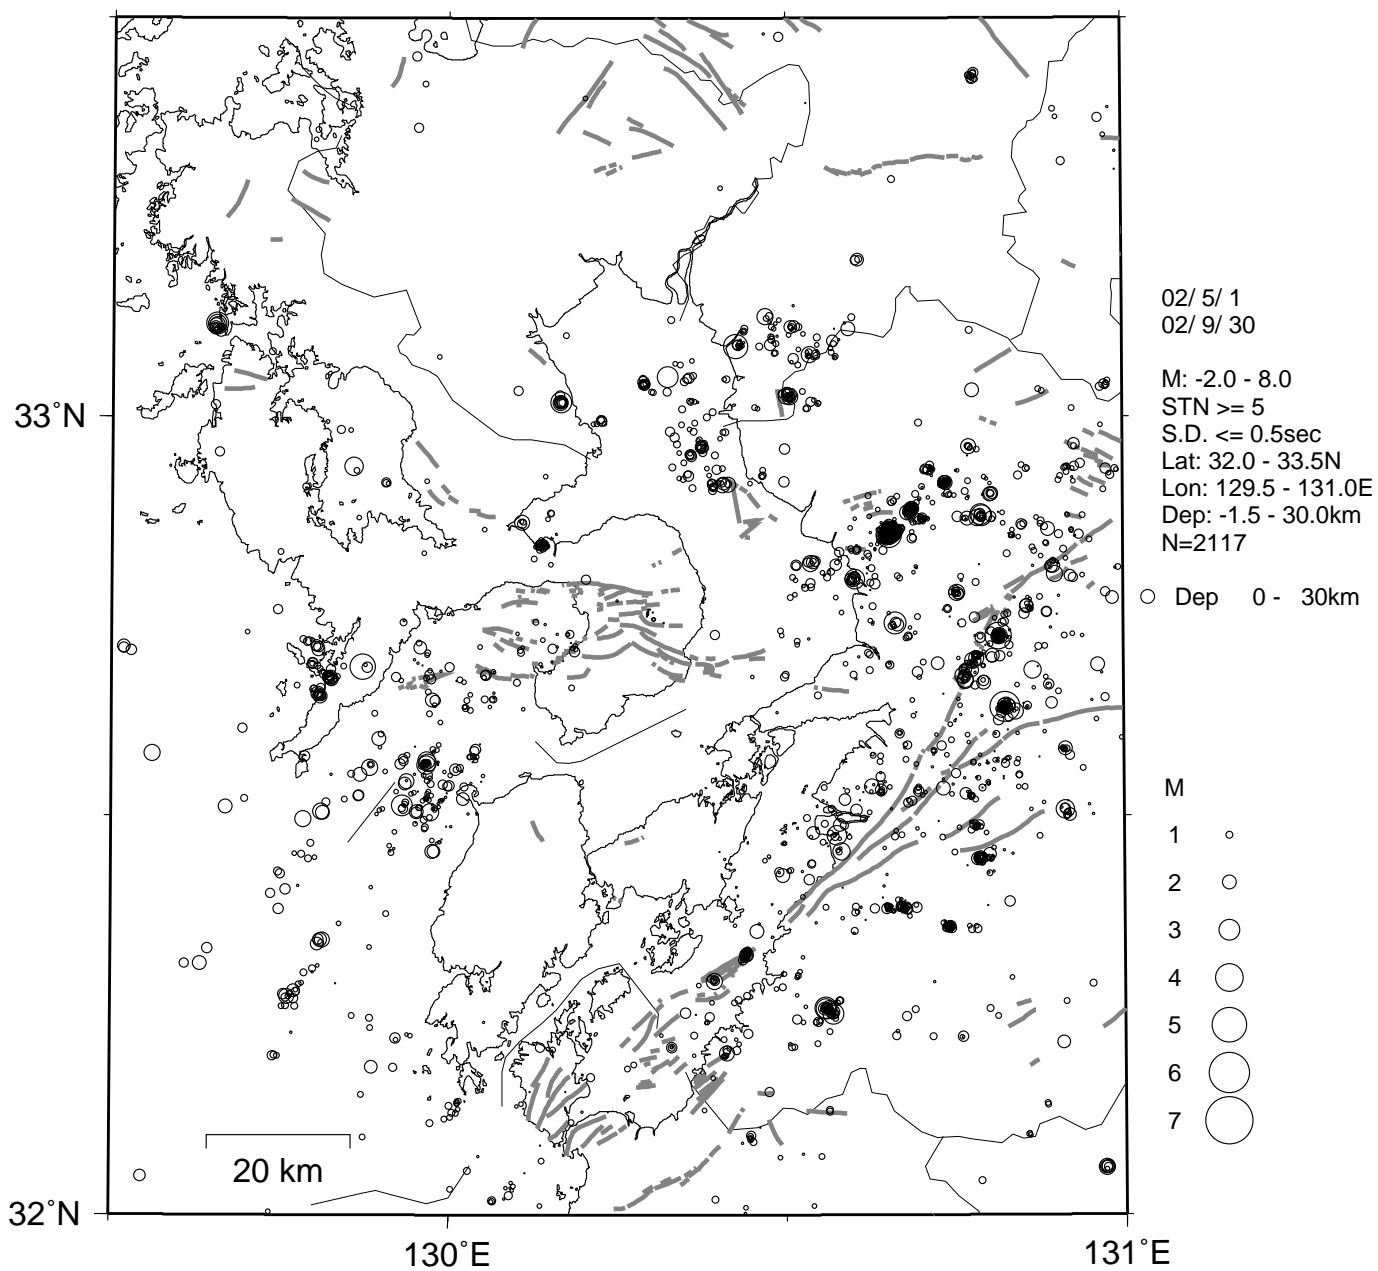 02/ 5/ 1
02/ 9/ 30
M: -2.0 - 8.0
STN >= 5
S.D. <= 0.5sec
Lat: 32.0 - 33.5N
Lon: 129.5 - 131.0E
Dep: -1.5 - 30.0km
N=2117
Dep 0 - 30km
M
1
2
3
4
5
6
7
33°N
32°N
20 km
130°E
131°E